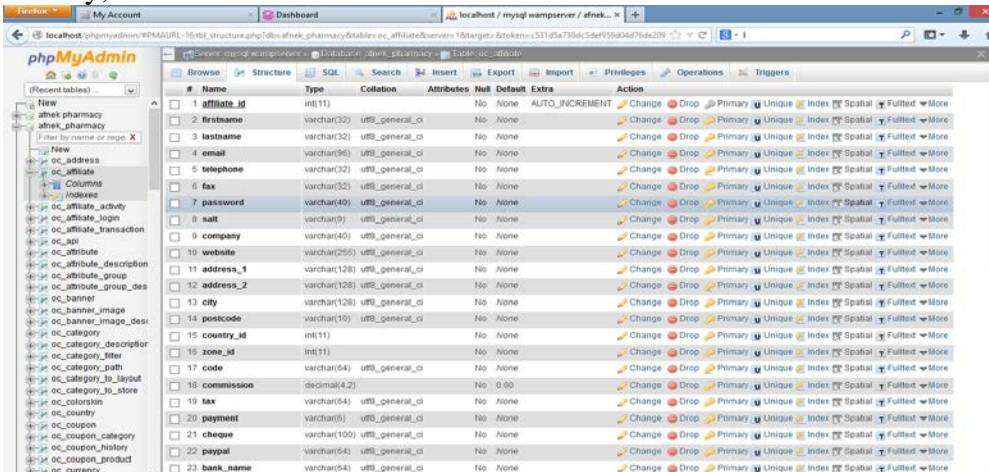 Firefox
My Account
Dashboard
localhost / mysql wampserver / afnek...
phpMyAdmin
Server: mysql wampserver » Database: afnek_pharmacy » Table: oc_affiliate
Browse Structure SQL Search Insert Export Import Privileges Operations Triggers
(Recent tables) ...
New
afnek pharmacy
afnek_pharmacy
Filter by name or rege X
New
oc_address
oc_affiliate
Columns
Indexes
oc_affiliate_activity
oc_affiliate_login
oc_affiliate_transaction
oc_api
oc_attribute
oc_attribute_description
oc_attribute_group
oc_attribute_group_des
oc_banner
oc_banner_image
oc_banner_image_desc
oc_category
oc_category_description
oc_category_filter
oc_category_path
oc_category_to_layout
oc_category_to_store
oc_colorskin
oc_country
oc_coupon
oc_coupon_category
oc_coupon_history
oc_coupon_product
oc_currency
# Name Type Collation Attributes Null Default Extra Action
1 affiliate_id int(11) No None AUTO_INCREMENT Change Drop Primary Unique Index Spatial Fulltext More
2 firstname varchar(32) utf8_general_ci No None Change Drop Primary Unique Index Spatial Fulltext More
3 lastname varchar(32) utf8_general_ci No None Change Drop Primary Unique Index Spatial Fulltext More
4 email varchar(96) utf8_general_ci No None Change Drop Primary Unique Index Spatial Fulltext More
5 telephone varchar(32) utf8_general_ci No None Change Drop Primary Unique Index Spatial Fulltext More
6 fax varchar(32) utf8_general_ci No None Change Drop Primary Unique Index Spatial Fulltext More
7 password varchar(40) utf8_general_ci No None Change Drop Primary Unique Index Spatial Fulltext More
8 salt varchar(9) utf8_general_ci No None Change Drop Primary Unique Index Spatial Fulltext More
9 company varchar(40) utf8_general_ci No None Change Drop Primary Unique Index Spatial Fulltext More
10 website varchar(255) utf8_general_ci No None Change Drop Primary Unique Index Spatial Fulltext More
11 address_1 varchar(128) utf8_general_ci No None Change Drop Primary Unique Index Spatial Fulltext More
12 address_2 varchar(128) utf8_general_ci No None Change Drop Primary Unique Index Spatial Fulltext More
13 city varchar(128) utf8_general_ci No None Change Drop Primary Unique Index Spatial Fulltext More
14 postcode varchar(10) utf8_general_ci No None Change Drop Primary Unique Index Spatial Fulltext More
15 country_id int(11) No None Change Drop Primary Unique Index Spatial Fulltext More
16 zone_id int(11) No None Change Drop Primary Unique Index Spatial Fulltext More
17 code varchar(64) utf8_general_ci No None Change Drop Primary Unique Index Spatial Fulltext More
18 commission decimal(4,2) No 0.00 Change Drop Primary Unique Index Spatial Fulltext More
19 tax varchar(64) utf8_general_ci No None Change Drop Primary Unique Index Spatial Fulltext More
20 payment varchar(6) utf8_general_ci No None Change Drop Primary Unique Index Spatial Fulltext More
21 cheque varchar(100) utf8_general_ci No None Change Drop Primary Unique Index Spatial Fulltext More
22 paypal varchar(64) utf8_general_ci No None Change Drop Primary Unique Index Spatial Fulltext More
23 bank_name varchar(64) utf8_general_ci No None Change Drop Primary Unique Index Spatial Fulltext More